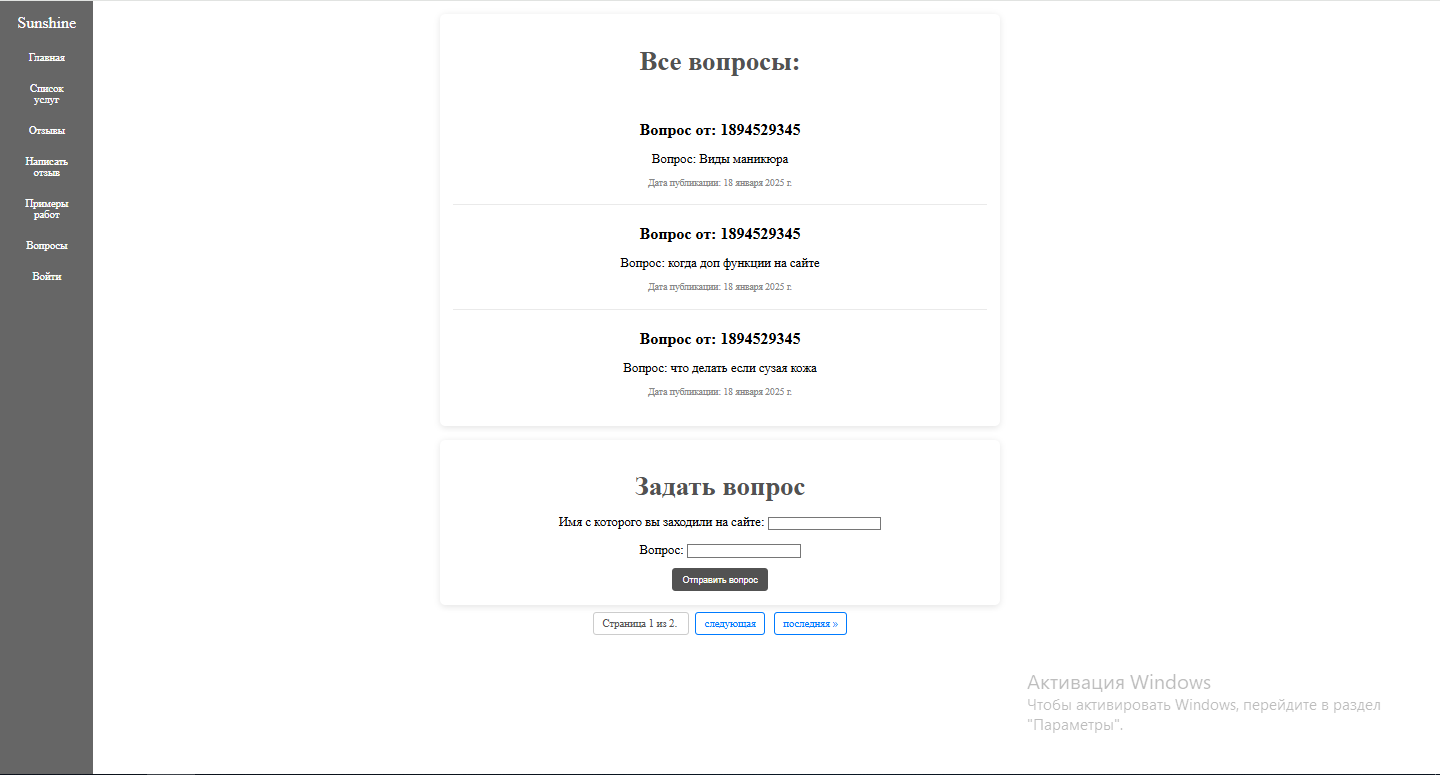 Sunshine
Главная
Список
услуг
Отзывы
Написать
отзыв
Примеры
работ
Вопросы
Войти
Все вопросы:
Вопрос от: 1894529345
Вопрос: Виды маникюра
Дата публикации: 18 января 2025 г.
Вопрос от: 1894529345
Вопрос: когда доп функции на сайте
Дата публикации: 18 января 2025 г.
Вопрос от: 1894529345
Вопрос: что делать если сузая кожа
Дата публикации: 18 января 2025 г.
Задать вопрос
Имя с которого вы заходили на сайте:
Вопрос:
Отправить вопрос
Страница 1 из 2. следующая последняя »
Активация Windows
Чтобы активировать Windows, перейдите в раздел
"Параметры".